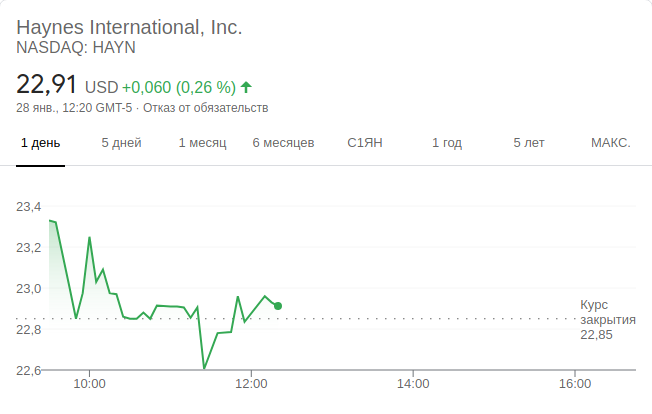 Haynes International, Inc.
NASDAQ: HAYN
22,91 USD +0,060 (0,26 %)
28 янв., 12:20 GMT-5 · Отказ от обязательств
1 день 5 дней 1 месяц 6 месяцев С1ЯН 1 год 5 лет МАКС.
23,4
23,2
23,0
Курс
закрытия
22,85
22,8
22,6
10:00 12:00 14:00 16:00